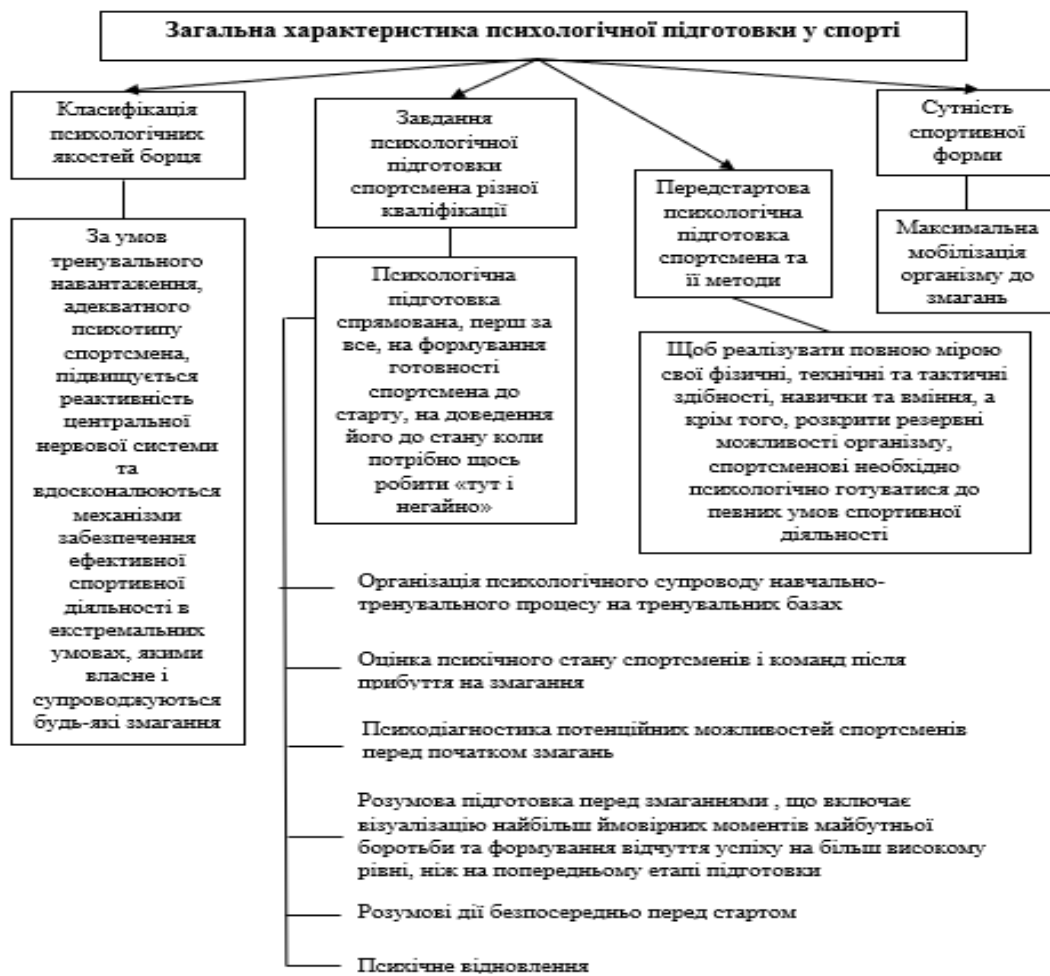 Загальна характеристика психологічної підготовки у спорті
Класифікація
психологічних
якостей борця
За умов
тренувального
навантаження,
адекватного
психотипу
спортсмена,
підвищується
реактивність
центральної
нервової системи
та
вдосконалюються
механізми
забезпечення
ефективної
спортивної
діяльності в
екстремальних
умовах, якими
власне і
супроводжуються
будь-які змагання
Завдання
психологічної
підготовки
спортсмена різної
кваліфікації
Психологічна
підготовка
спрямована, перш за
все, на формування
готовності
спортсмена до
старту, на доведення
його до стану коли
потрібно щось
робити «тут і
негайно»
Передстартова
психологічна
підготовка
спортсмена та
її методи
Щоб реалізувати повною мірою
свої фізичні, технічні та тактичні
здібності, навички та вміння, а
крім того, розкрити резервні
можливості організму,
спортсменові необхідно
психологічно готуватися до
певних умов спортивної
діяльності
Сутність
спортивної
форми
Максимальна
мобілізація
організму до
змагань
Організація психологічного супроводу навчально-
тренувального процесу на тренувальних базах
Оцінка психічного стану спортсменів і команд після
прибуття на змагання
Психодіагностика потенційних можливостей спортсменів
перед початком змагань
Розумова підготовка перед змаганнями , що включає
візуалізацію найбільш ймовірних моментів майбутньої
боротьби та формування відчуття успіху на більш високому
рівні, ніж на попередньому етапі підготовки
Розумові дії безпосередньо перед стартом
Психічне відновлення